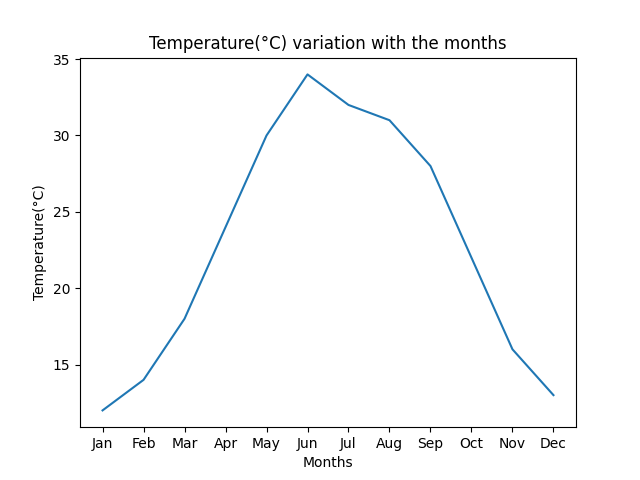 Temperature(°C) variation with the months
35
30
25
20
15
Temperature(°C)
Jan Feb Mar Apr May Jun Jul Aug Sep Oct Nov Dec
Months